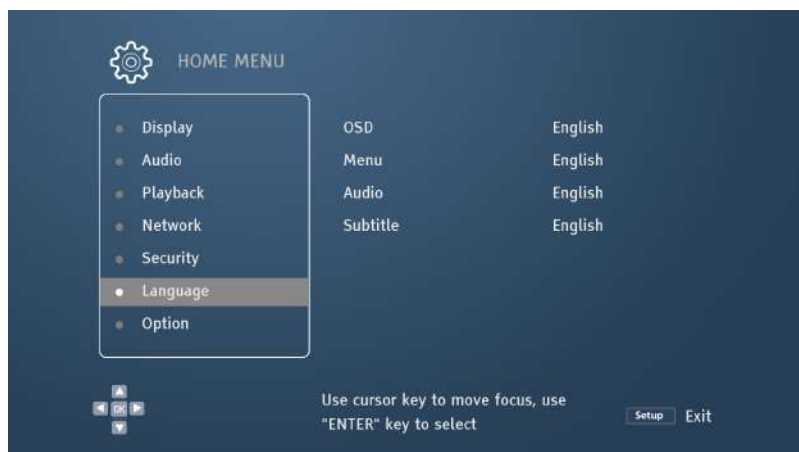 HOME MENU
Display
Audio
Playback
Network
Security
Language
Option
OSD English
Menu English
Audio English
Subtitle English
OK
Use cursor key to move focus, use
"ENTER" key to select
Setup Exit